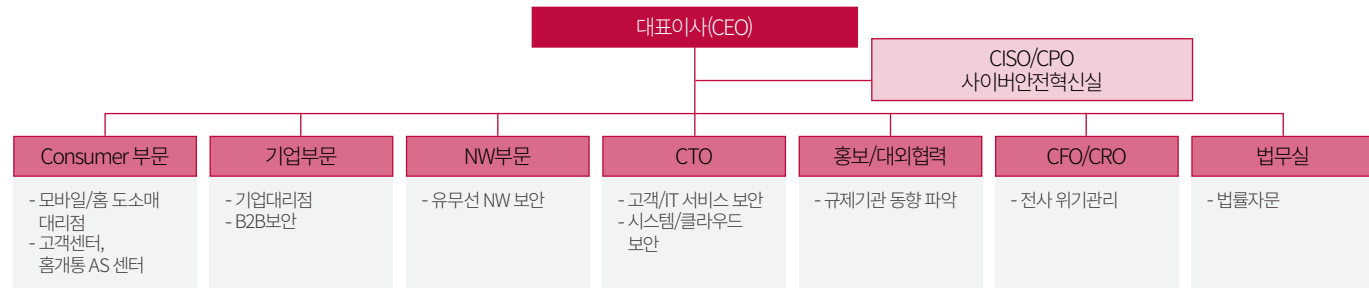 대표이사(CEO)
CISO/CPO
사이버안전혁신실
Consumer 부문
- 모바일/홈 도소매
대리점
- 고객센터,
홈개통 AS 센터
기업부문
- 기업대리점
- B2B보안
NW부문
- 유무선 NW 보안
CTO
- 고객/IT 서비스 보안
- 시스템/클라우드
보안
홍보/대외협력
- 규제기관 동향 파악
CFO/CRO
- 전사 위기관리
법무실
- 법률자문